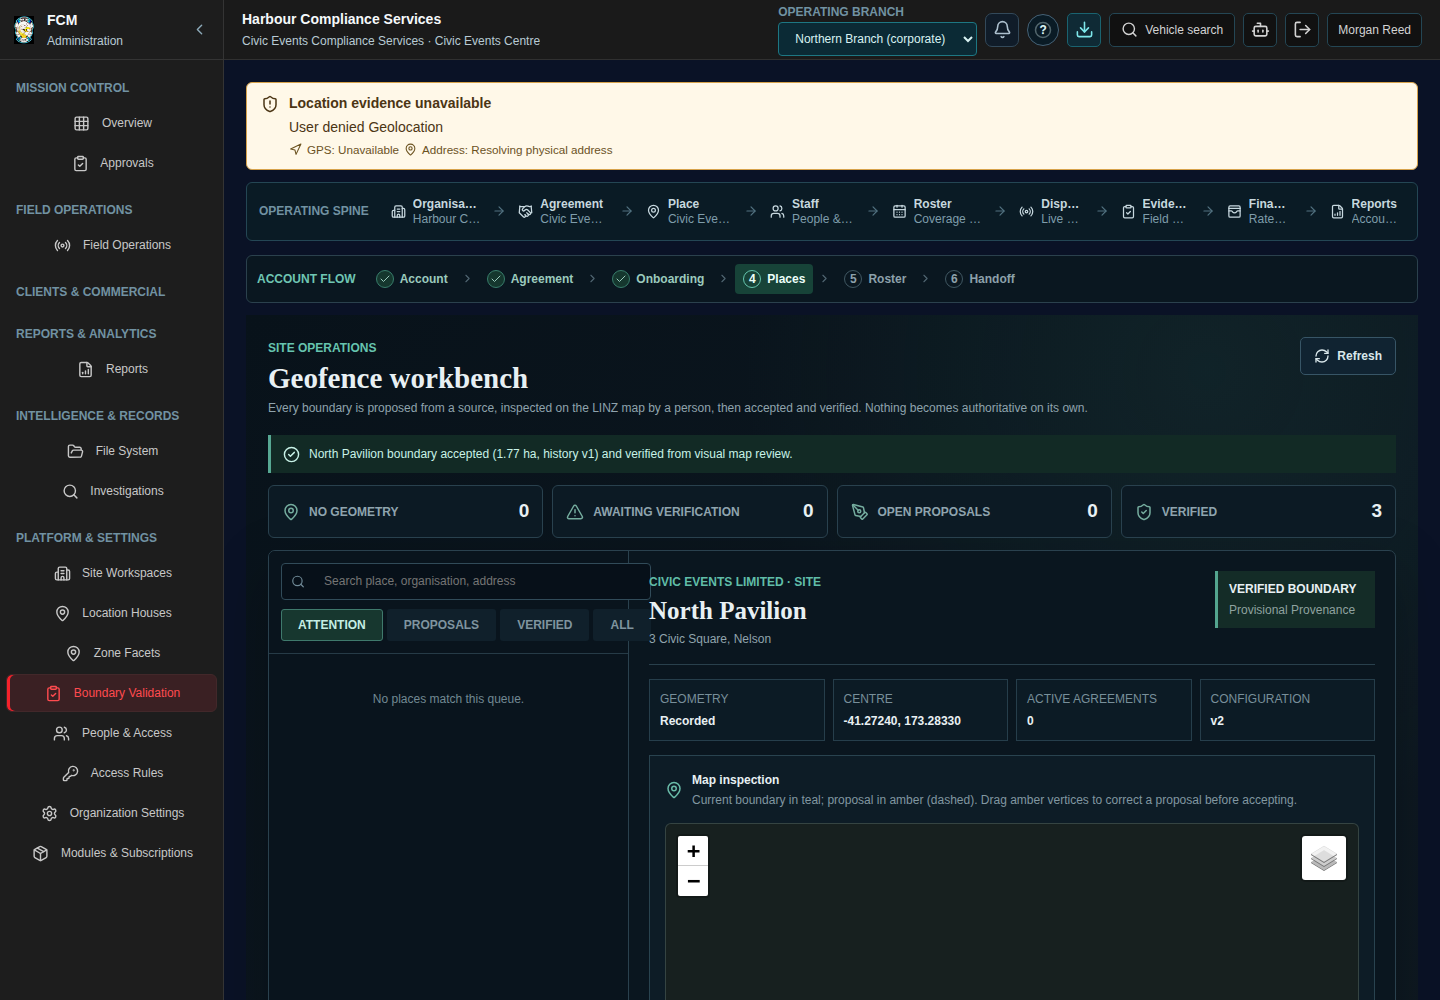 FCM
Administration
MISSION CONTROL
Overview
Approvals
FIELD OPERATIONS
Field Operations
CLIENTS & COMMERCIAL
REPORTS & ANALYTICS
Reports
INTELLIGENCE & RECORDS
File System
Investigations
PLATFORM & SETTINGS
Site Workspaces
Location Houses
Zone Facets
Boundary Validation
People & Access
Access Rules
Organization Settings
Modules & Subscriptions
Harbour Compliance Services
Civic Events Compliance Services · Civic Events Centre
OPERATING BRANCH
Northern Branch (corporate)
?
Vehicle search
Morgan Reed
Location evidence unavailable
User denied Geolocation
GPS: Unavailable Address: Resolving physical address
OPERATING SPINE
Organisa…
Harbour C…
Agreement
Civic Eve…
Place
Civic Eve…
Staff
People &…
Roster
Coverage …
Disp…
Live …
Evide…
Field …
Fina…
Rate…
Reports
Accou…
ACCOUNT FLOW
Account
Agreement
Onboarding
4 Places
5 Roster
6 Handoff
SITE OPERATIONS
Geofence workbench
Every boundary is proposed from a source, inspected on the LINZ map by a person, then accepted and verified. Nothing becomes authoritative on its own.
Refresh
North Pavilion boundary accepted (1.77 ha, history v1) and verified from visual map review.
NO GEOMETRY 0
AWAITING VERIFICATION 0
OPEN PROPOSALS 0
VERIFIED 3
Search place, organisation, address
ATTENTION
PROPOSALS
VERIFIED
ALL
No places match this queue.
CIVIC EVENTS LIMITED · SITE
North Pavilion
3 Civic Square, Nelson
VERIFIED BOUNDARY
Provisional Provenance
GEOMETRY
Recorded
CENTRE
-41.27240, 173.28330
ACTIVE AGREEMENTS
0
CONFIGURATION
v2
Map inspection
Current boundary in teal; proposal in amber (dashed). Drag amber vertices to correct a proposal before accepting.
+
−